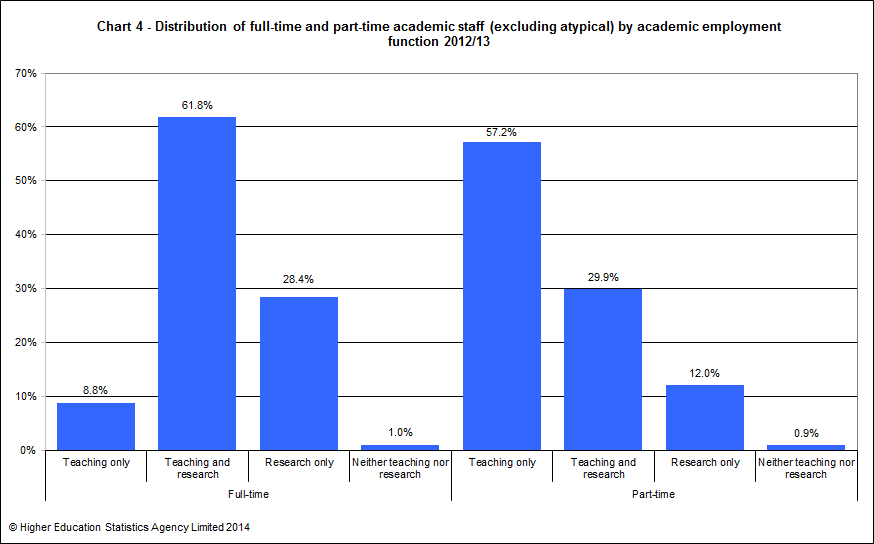 Chart 4 - Distribution of full-time and part-time academic staff (excluding atypical) by academic employment
function 2012/13
70%
60%
50%
40%
30%
20%
10%
0%
8.8%
61.8%
28.4%
1.0%
57.2%
29.9%
12.0%
0.9%
Teaching only
Teaching and
research
Research only
Neither teaching nor
research
Teaching only
Teaching and
research
Research only
Neither teaching nor
research
Full-time
Part-time
© Higher Education Statistics Agency Limited 2014